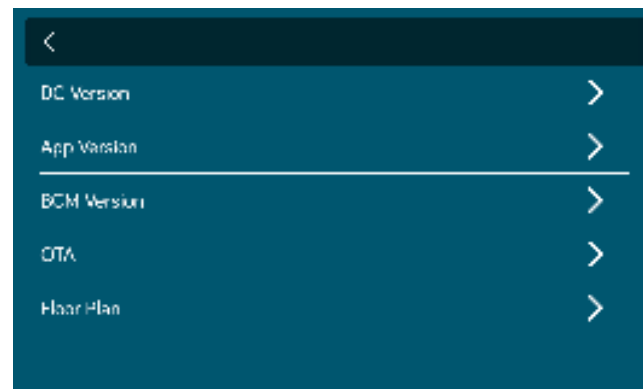 DC Version
App Version
BCM Version
OTA
Floor Plan